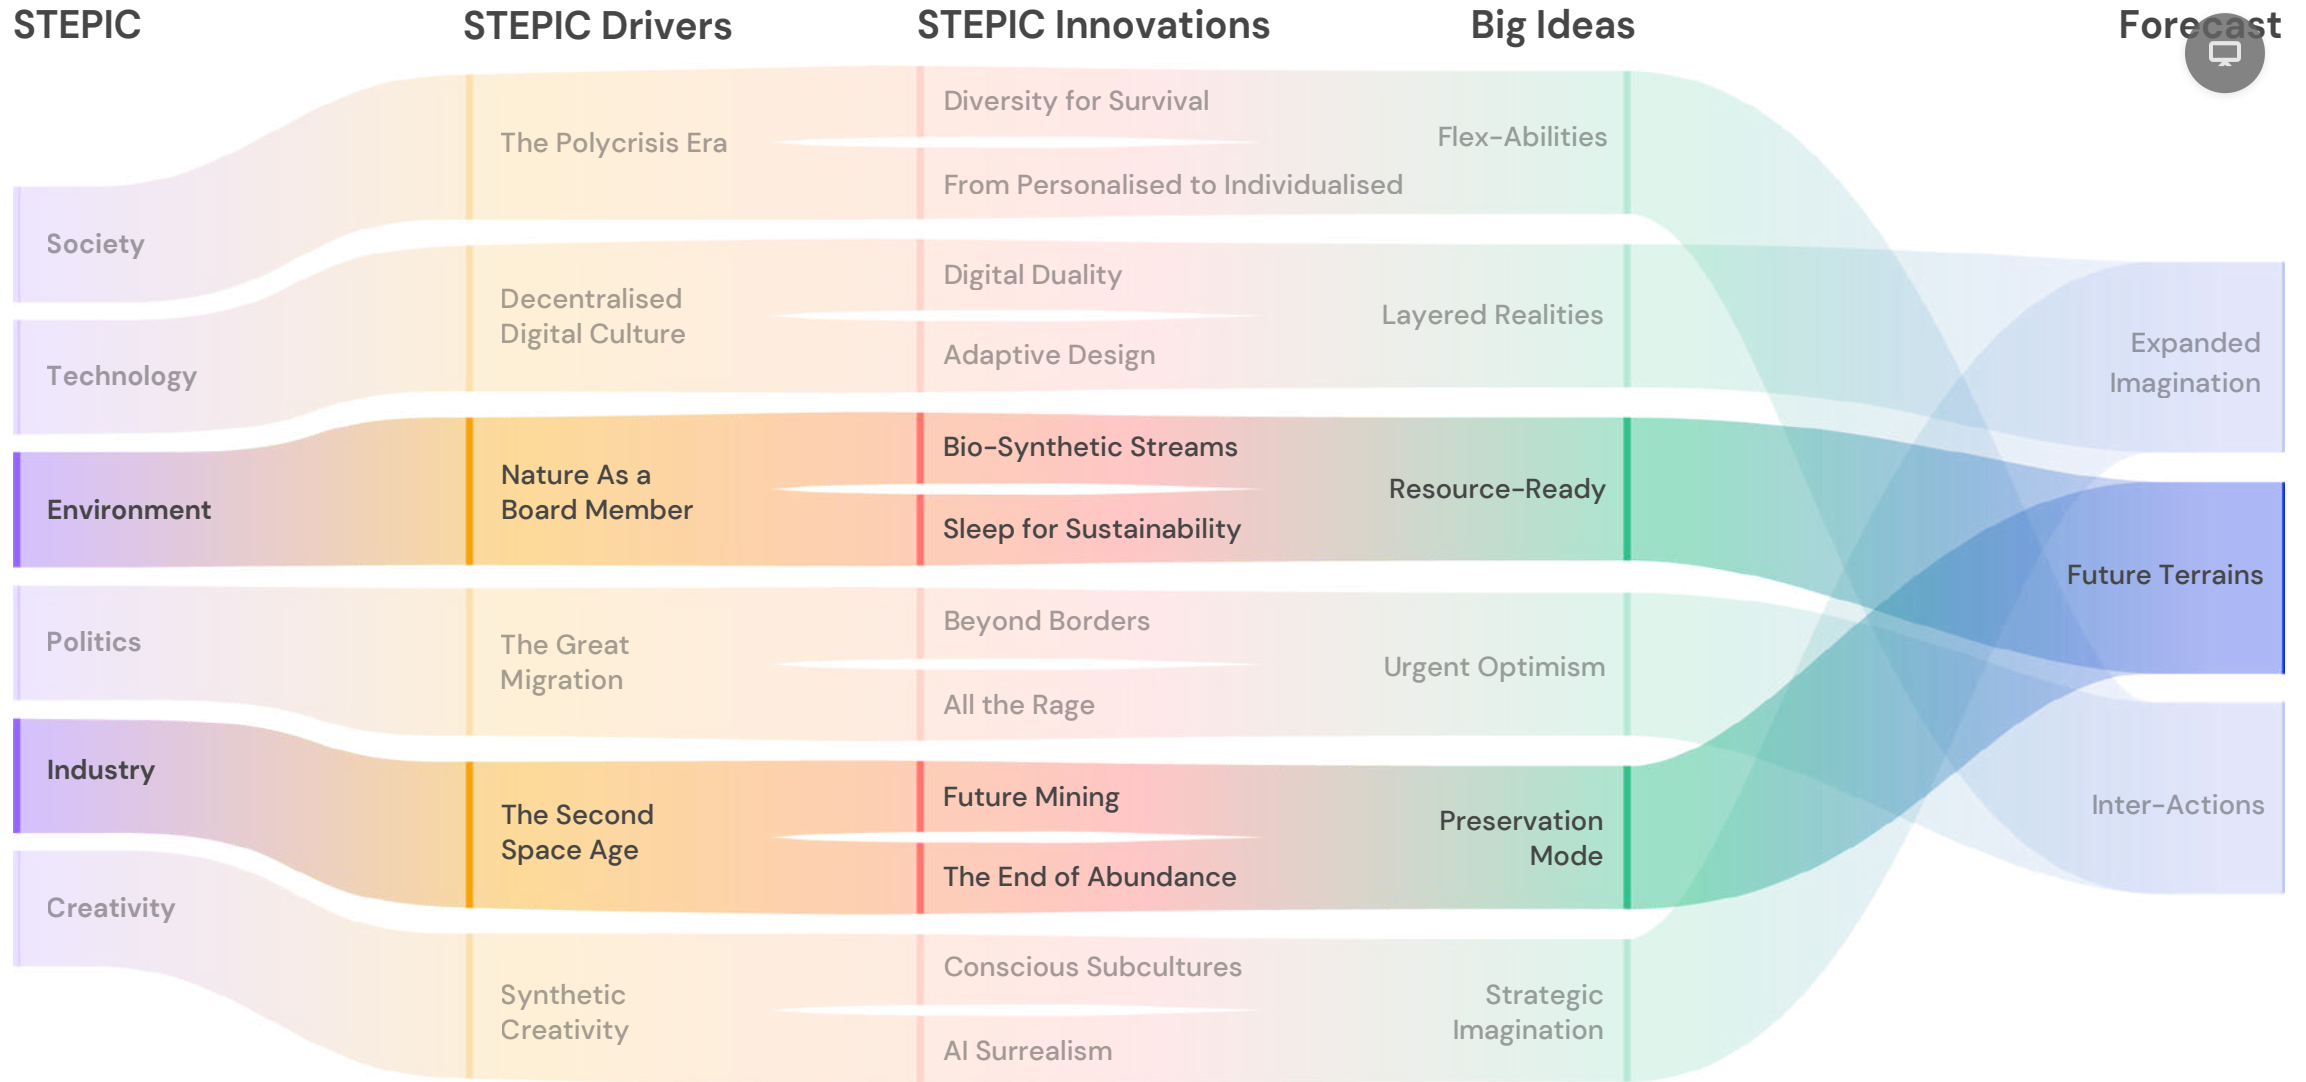 STEPIC
STEPIC Drivers
STEPIC Innovations
Big Ideas
Forecast
Society
The Polycrisis Era
Diversity for Survival
From Personalised to Individualised
Flex-Abilities
Technology
Decentralised
Digital Culture
Digital Duality
Adaptive Design
Layered Realities
Expanded
Imagination
Environment
Nature As a
Board Member
Bio-Synthetic Streams
Sleep for Sustainability
Resource-Ready
Future Terrains
Politics
The Great
Migration
Beyond Borders
All the Rage
Urgent Optimism
Inter-Actions
Industry
The Second
Space Age
Future Mining
The End of Abundance
Preservation
Mode
Creativity
Synthetic
Creativity
Conscious Subcultures
AI Surrealism
Strategic
Imagination